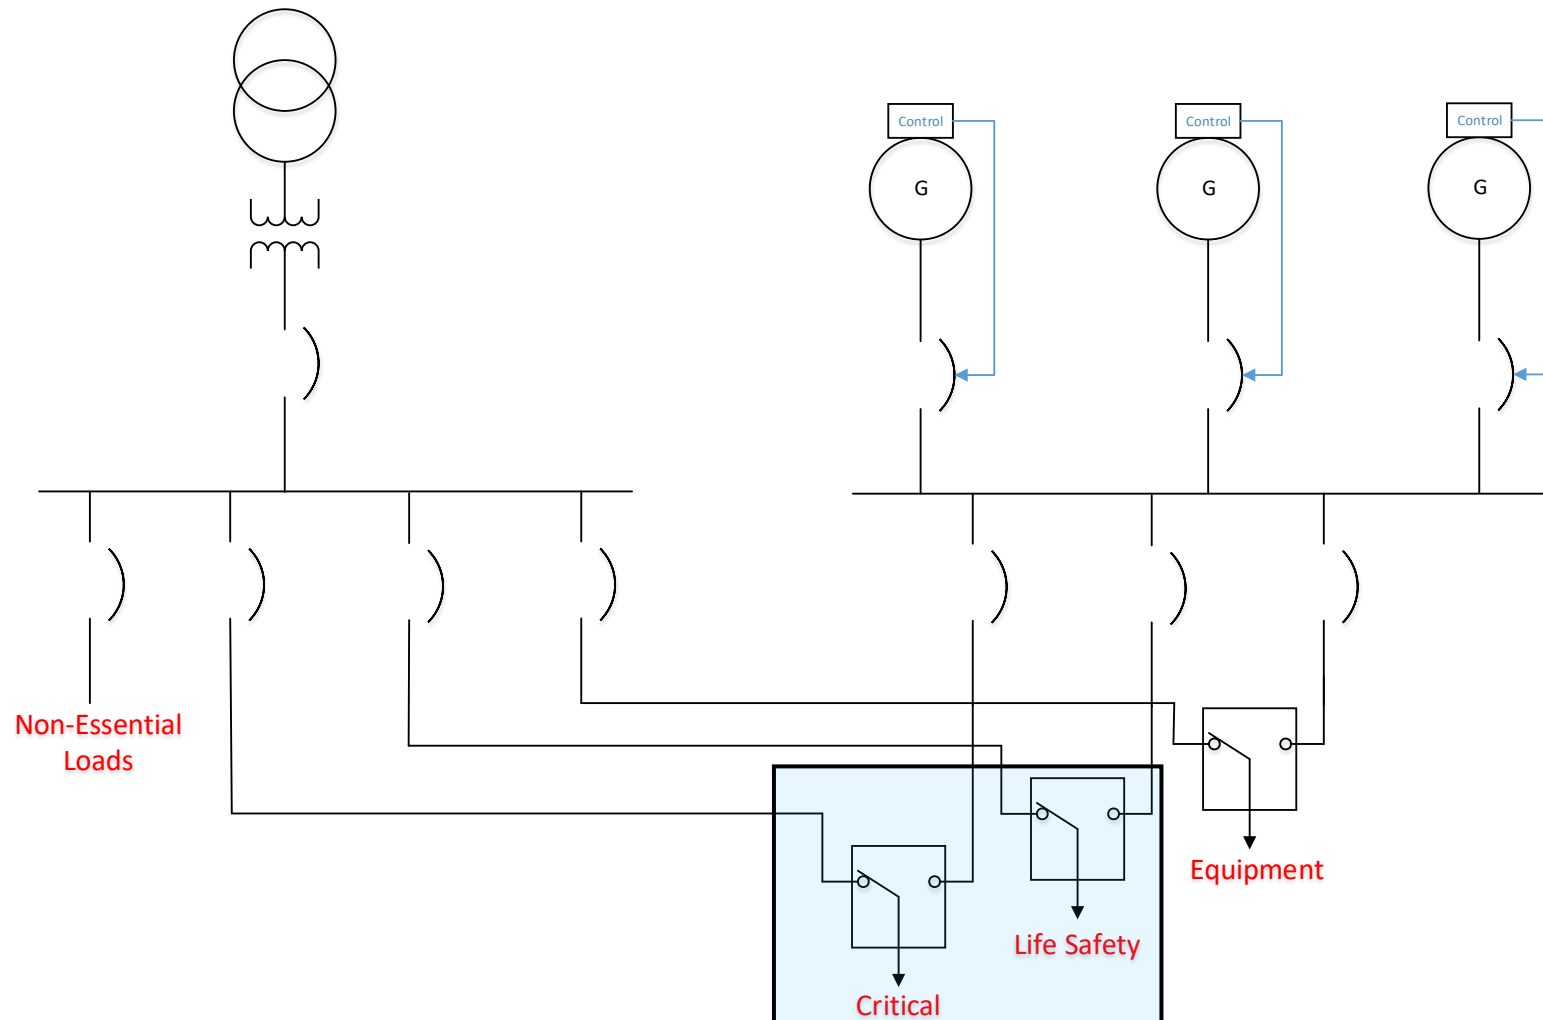 Control
Control
Control
G
G
G
Non-Essential
Loads
Equipment
Life Safety
Critical